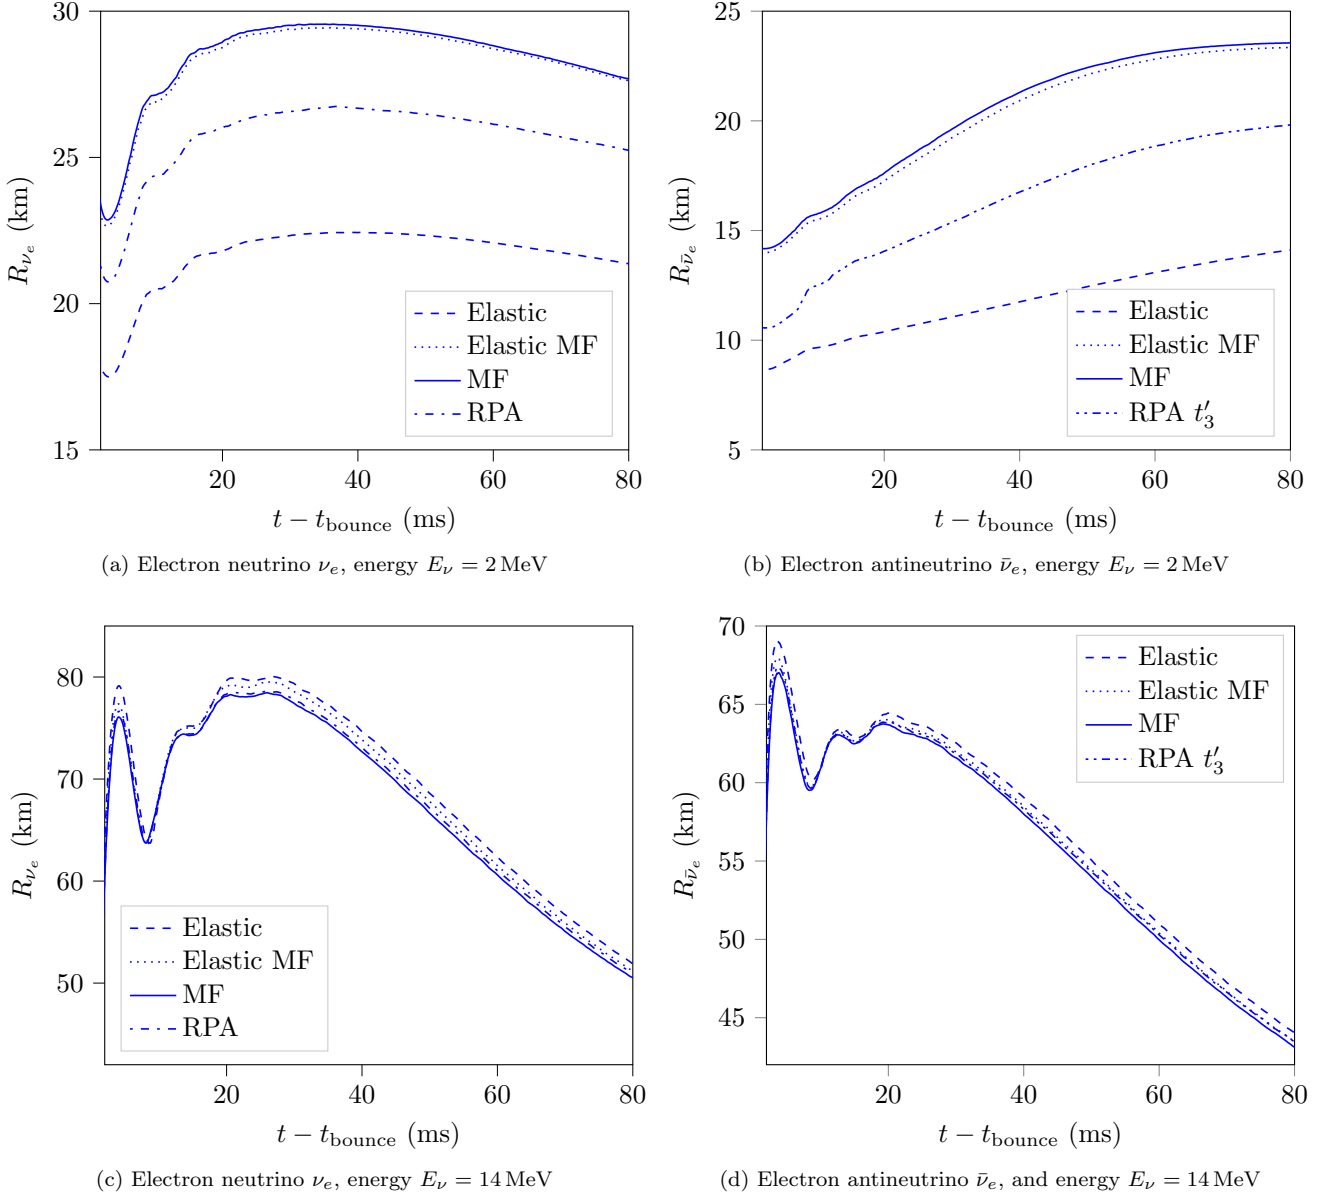 30
25
20
15
R_{ν_e} (km)
20
40
60
80
t − t_bounce (ms)
Elastic
Elastic MF
MF
RPA
(a) Electron neutrino ν_e, energy E_ν = 2 MeV
25
20
15
10
5
R_{ν̄_e} (km)
20
40
60
80
t − t_bounce (ms)
Elastic
Elastic MF
MF
RPA t′_3
(b) Electron antineutrino ν̄_e, energy E_ν = 2 MeV
80
70
60
50
R_{ν_e} (km)
20
40
60
80
t − t_bounce (ms)
Elastic
Elastic MF
MF
RPA
(c) Electron neutrino ν_e, energy E_ν = 14 MeV
70
65
60
55
50
45
R_{ν̄_e} (km)
20
40
60
80
t − t_bounce (ms)
Elastic
Elastic MF
MF
RPA t′_3
(d) Electron antineutrino ν̄_e, and energy E_ν = 14 MeV